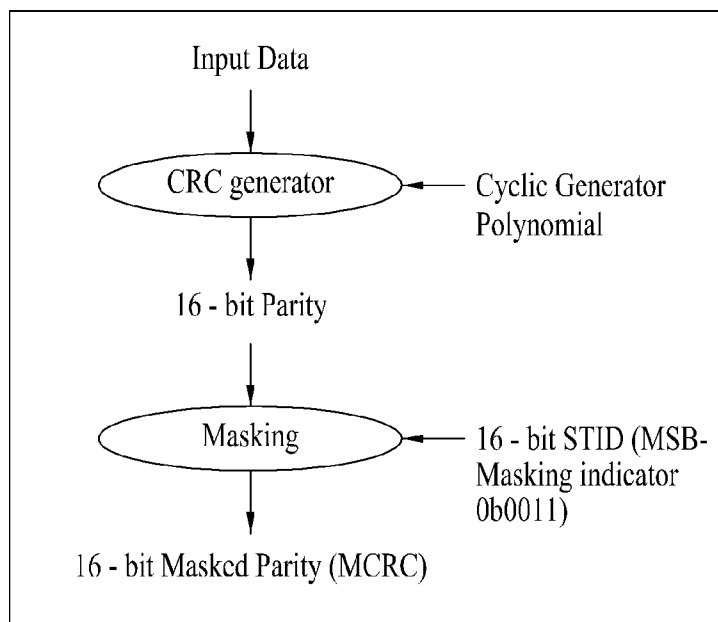 Input Data
CRC generator
Cyclic Generator
Polynomial
16 - bit Parity
Masking
16 - bit STID (MSB-
Masking indicator
0b0011)
16 - bit Masked Parity (MCRC)